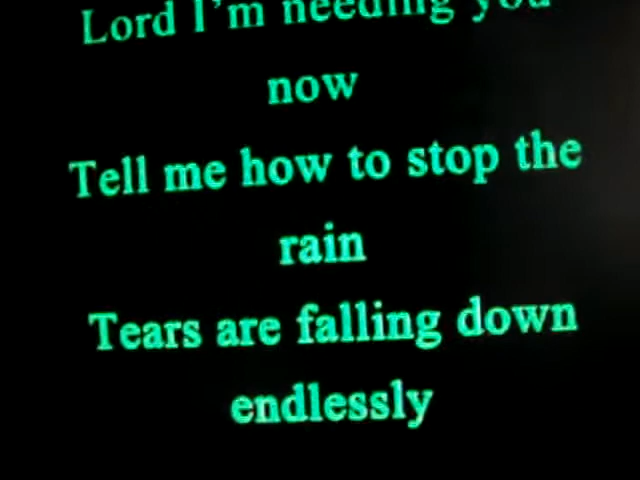 Lord I'm needing you
now
Tell me how to stop the
rain
Tears are falling down
endlessly